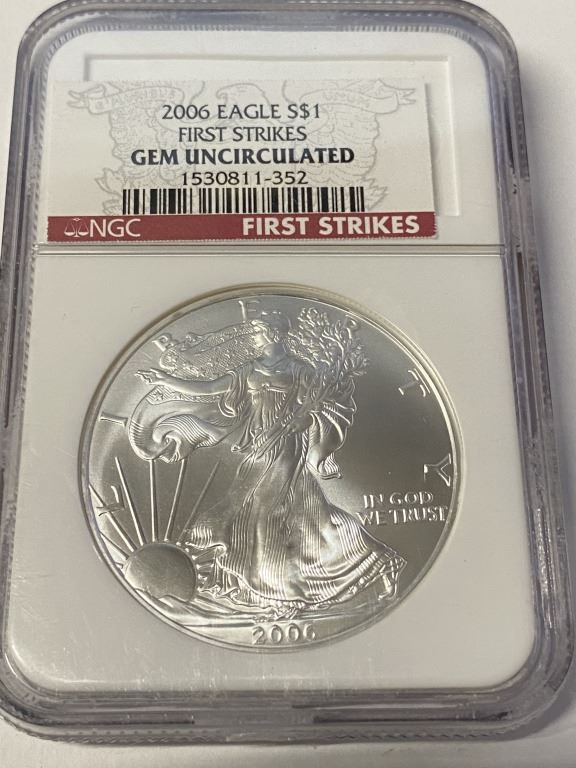 2006 EAGLE S$1
FIRST STRIKES
GEM UNCIRCULATED
1530811-352
NGC FIRST STRIKES
LIBERTY
IN GOD
WE TRUST
2006